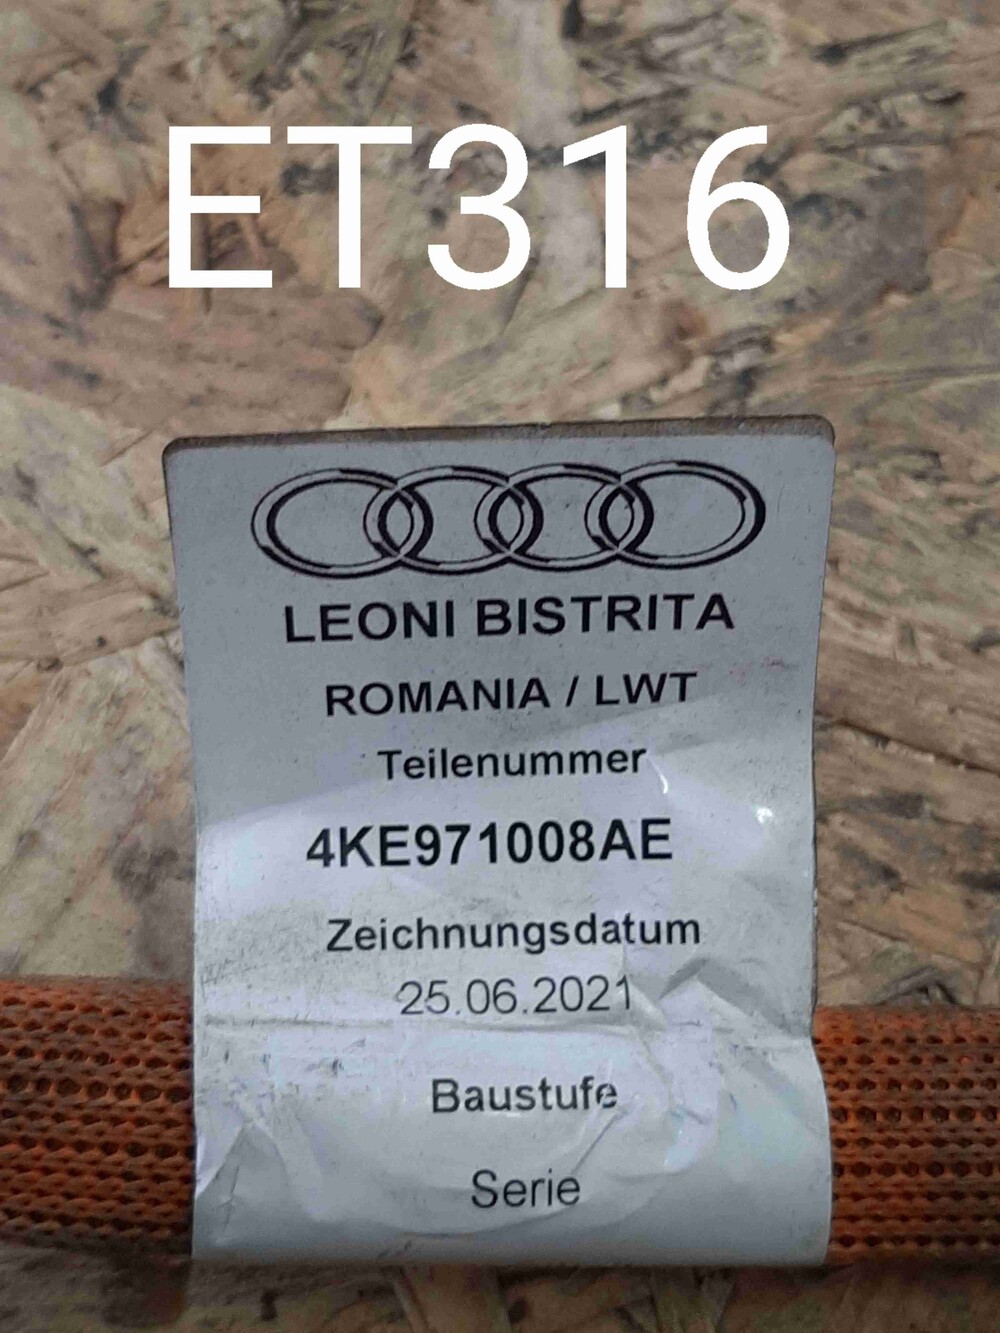 ET316
LEONI BISTRITA
ROMANIA / LWT
Teilenummer
4KE971008AE
Zeichnungsdatum
25.06.2021
Baustufe
Serie